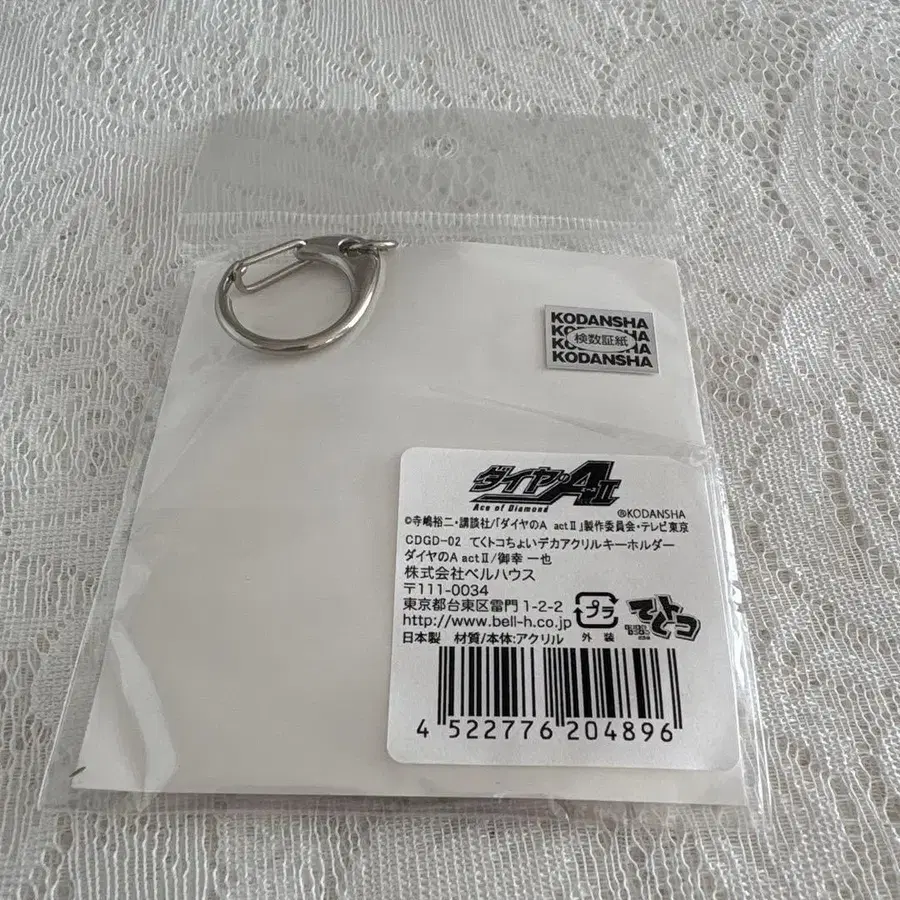 KODANSHA
KODANSHA
検数証紙
KODANSHA
KODANSHA
ダイヤのAII
Ace of Diamond
®KODANSHA
©寺嶋裕二・講談社/「ダイヤのA actⅡ」製作委員会・テレビ東京
CDGD-02 てくトコちょいデカアクリルキーホルダー
ダイヤのA actⅡ/御幸 一也
株式会社ベルハウス
〒111-0034
東京都台東区雷門1-2-2
http://www.bell-h.co.jp
プラ
外装
てくトコ
日本製 材質/本体:アクリル
4 522776 204896